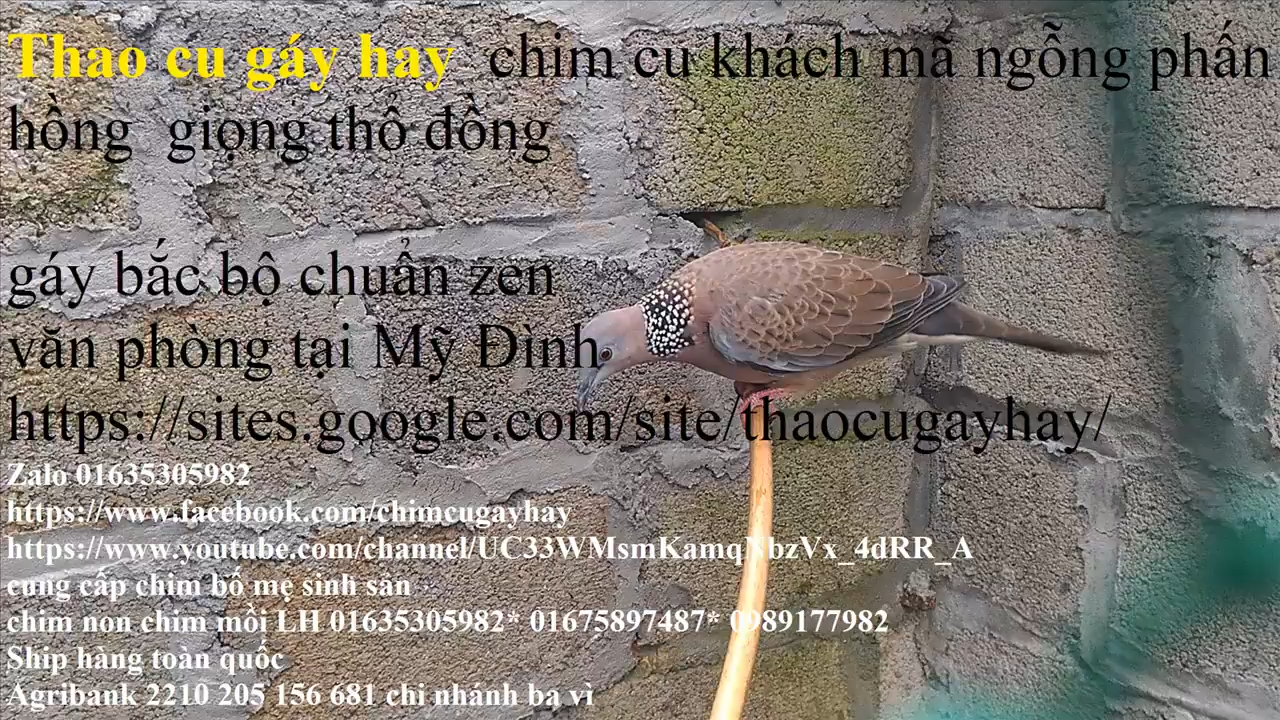 Thao cu gáy hay chim cu khách mã ngỗng phấn
hồng giọng thổ đồng
gáy bắc bộ chuẩn zen
văn phòng tại Mỹ Đình
https://sites.google.com/site/thaocugayhay/
Zalo 01635305982
https://www.facebook.com/chimcugayhay
https://www.youtube.com/channel/UC33WMsmKamqNbzVx_4dRR_A
cung cấp chim bố mẹ sinh sản
chim non chim mồi LH 01635305982* 01675897487* 0989177982
Ship hàng toàn quốc
Agribank 2210 205 156 681 chi nhánh ba vì